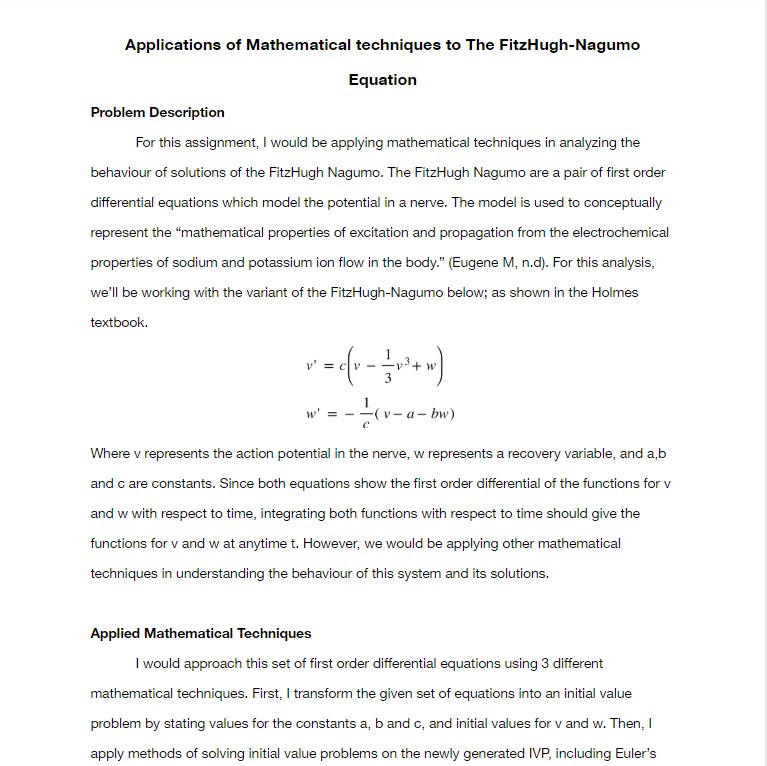 Applications of Mathematical techniques to The FitzHugh-Nagumo
Equation
Problem Description
For this assignment, I would be applying mathematical techniques in analyzing the
behaviour of solutions of the FitzHugh Nagumo. The FitzHugh Nagumo are a pair of first order
differential equations which model the potential in a nerve. The model is used to conceptually
represent the “mathematical properties of excitation and propagation from the electrochemical
properties of sodium and potassium ion flow in the body.” (Eugene M, n.d). For this analysis,
we’ll be working with the variant of the FitzHugh-Nagumo below; as shown in the Holmes
textbook.
v' = c(v − 1/3 v³ + w)
w' = − 1/c (v − a − bw)
Where v represents the action potential in the nerve, w represents a recovery variable, and a,b
and c are constants. Since both equations show the first order differential of the functions for v
and w with respect to time, integrating both functions with respect to time should give the
functions for v and w at anytime t. However, we would be applying other mathematical
techniques in understanding the behaviour of this system and its solutions.
Applied Mathematical Techniques
I would approach this set of first order differential equations using 3 different
mathematical techniques. First, I transform the given set of equations into an initial value
problem by stating values for the constants a, b and c, and initial values for v and w. Then, I
apply methods of solving initial value problems on the newly generated IVP, including Euler’s